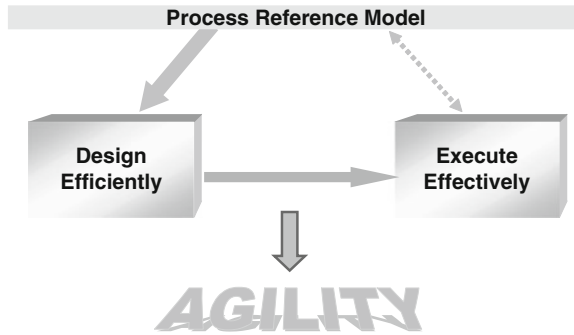 Process Reference Model
Design
Efficiently
Execute
Effectively
AGILITY